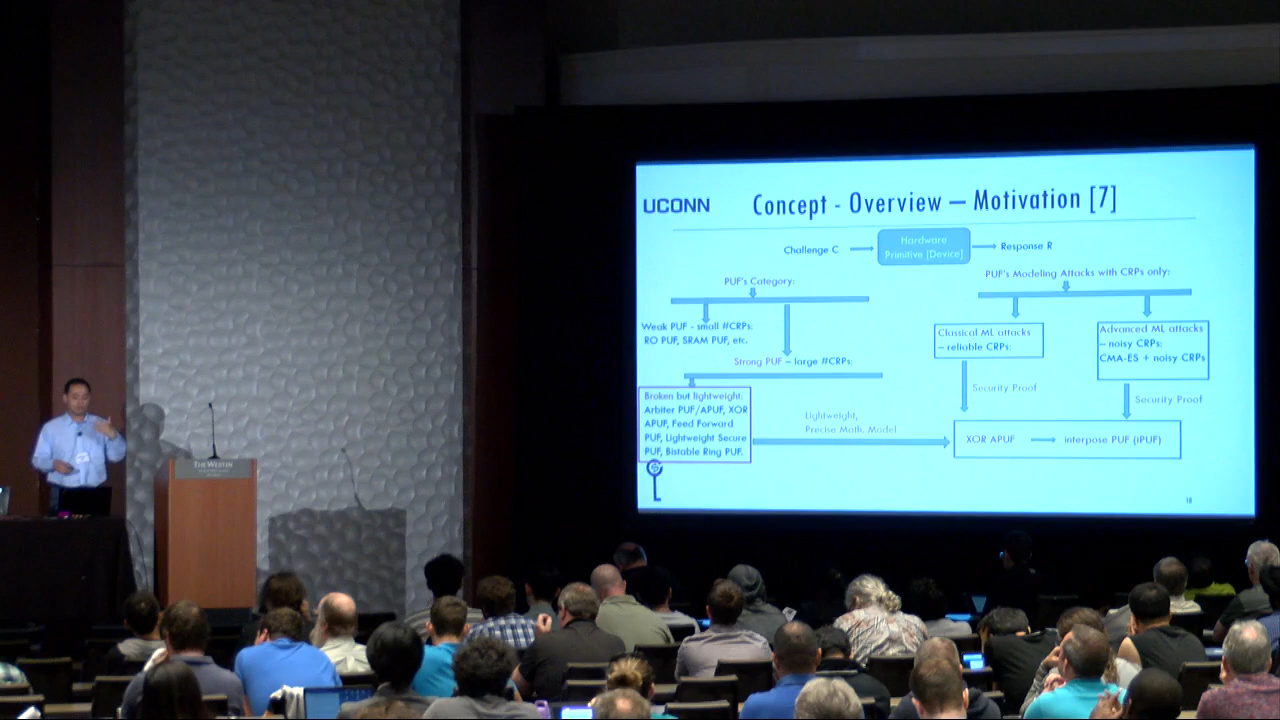 UCONN
Concept - Overview – Motivation [7]
Challenge C
Hardware
Primitive [Device]
Response R
PUF's Category:
PUF's Modeling Attacks with CRPs only:
Weak PUF - small #CRPs:
RO PUF, SRAM PUF, etc.
Strong PUF – large #CRPs:
Classical ML attacks
– reliable CRPs:
Advanced ML attacks
– noisy CRPs:
CMA-ES + noisy CRPs
Security Proof
Security Proof
Broken but lightweight:
Arbiter PUF/APUF, XOR
APUF, Feed Forward
PUF, Lightweight Secure
PUF, Bistable Ring PUF.
Lightweight,
Precise Math. Model
XOR APUF
interpose PUF (iPUF)
18
THE WESTIN